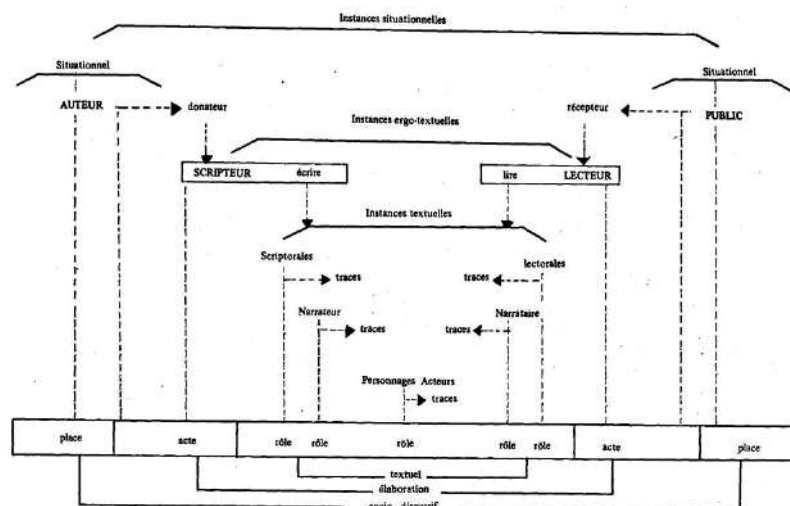 Instances situationnelles
Situationnel
Situationnel
AUTEUR
donateur
récepteur
PUBLIC
Instances ergo-textuelles
SCRIPTEUR écrire
lire LECTEUR
Instances textuelles
Scriptorales
lectorales
traces
traces
Narrateur
Narrataire
traces
traces
Personnages Acteurs
traces
place acte rôle rôle rôle rôle rôle acte place
textuel
élaboration